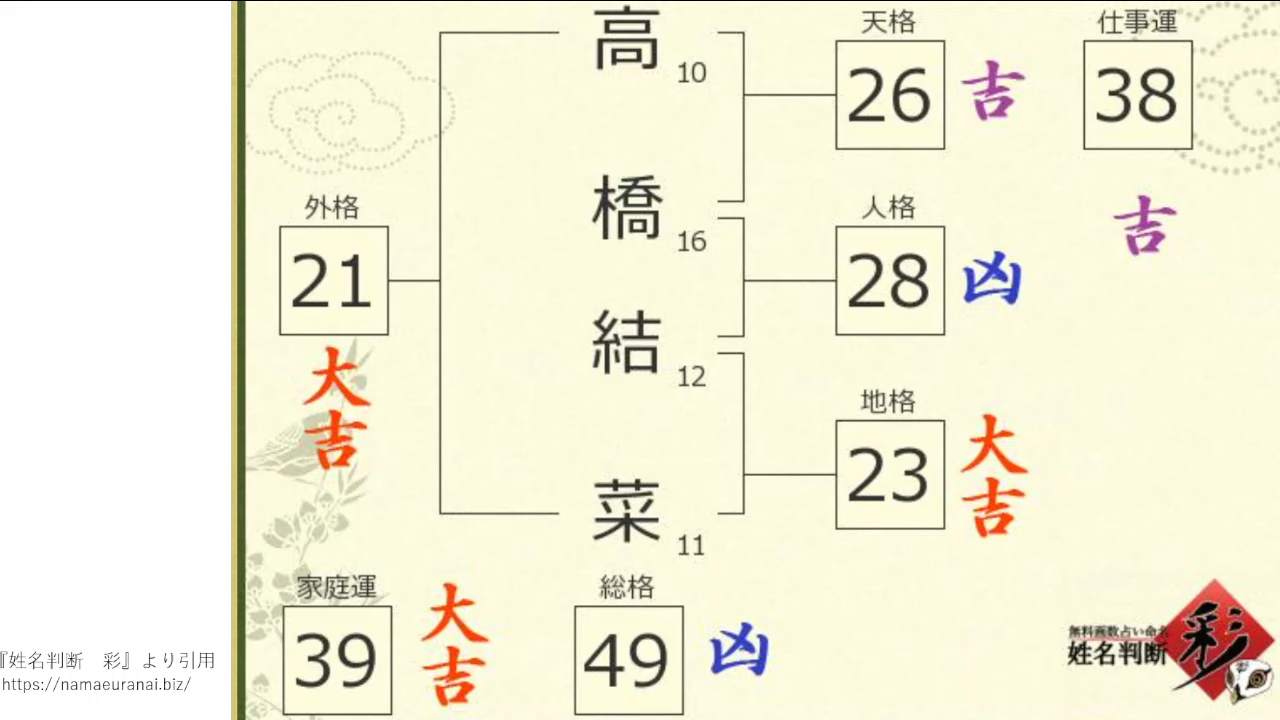 高
10
橋
16
結
12
菜
11
天格
26
吉
仕事運
38
吉
外格
21
大吉
人格
28
凶
地格
23
大吉
家庭運
39
大吉
総格
49
凶
『姓名判断　彩』より引用
https://namaeuranai.biz/
無料画数占い命名
姓名判断
彩